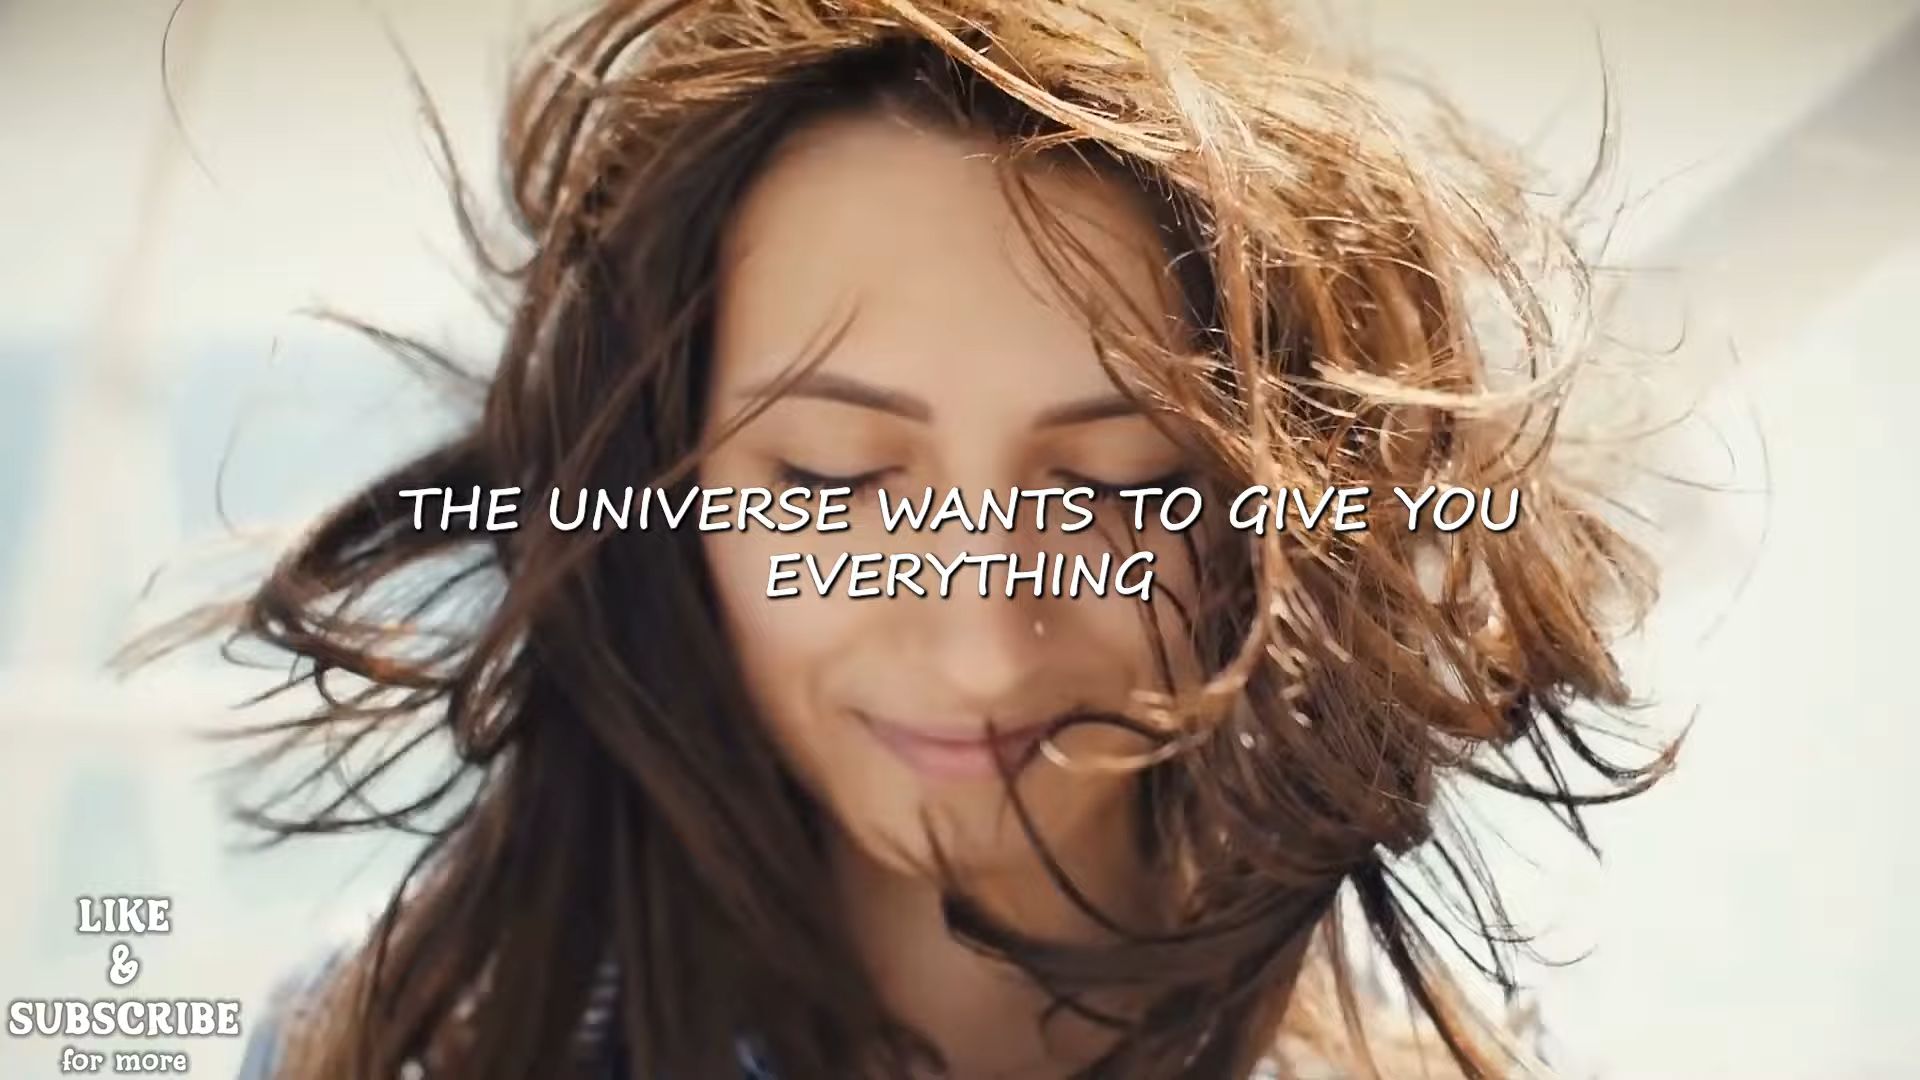 THE UNIVERSE WANTS TO GIVE YOU
EVERYTHING
LIKE
&
SUBSCRIBE
for more